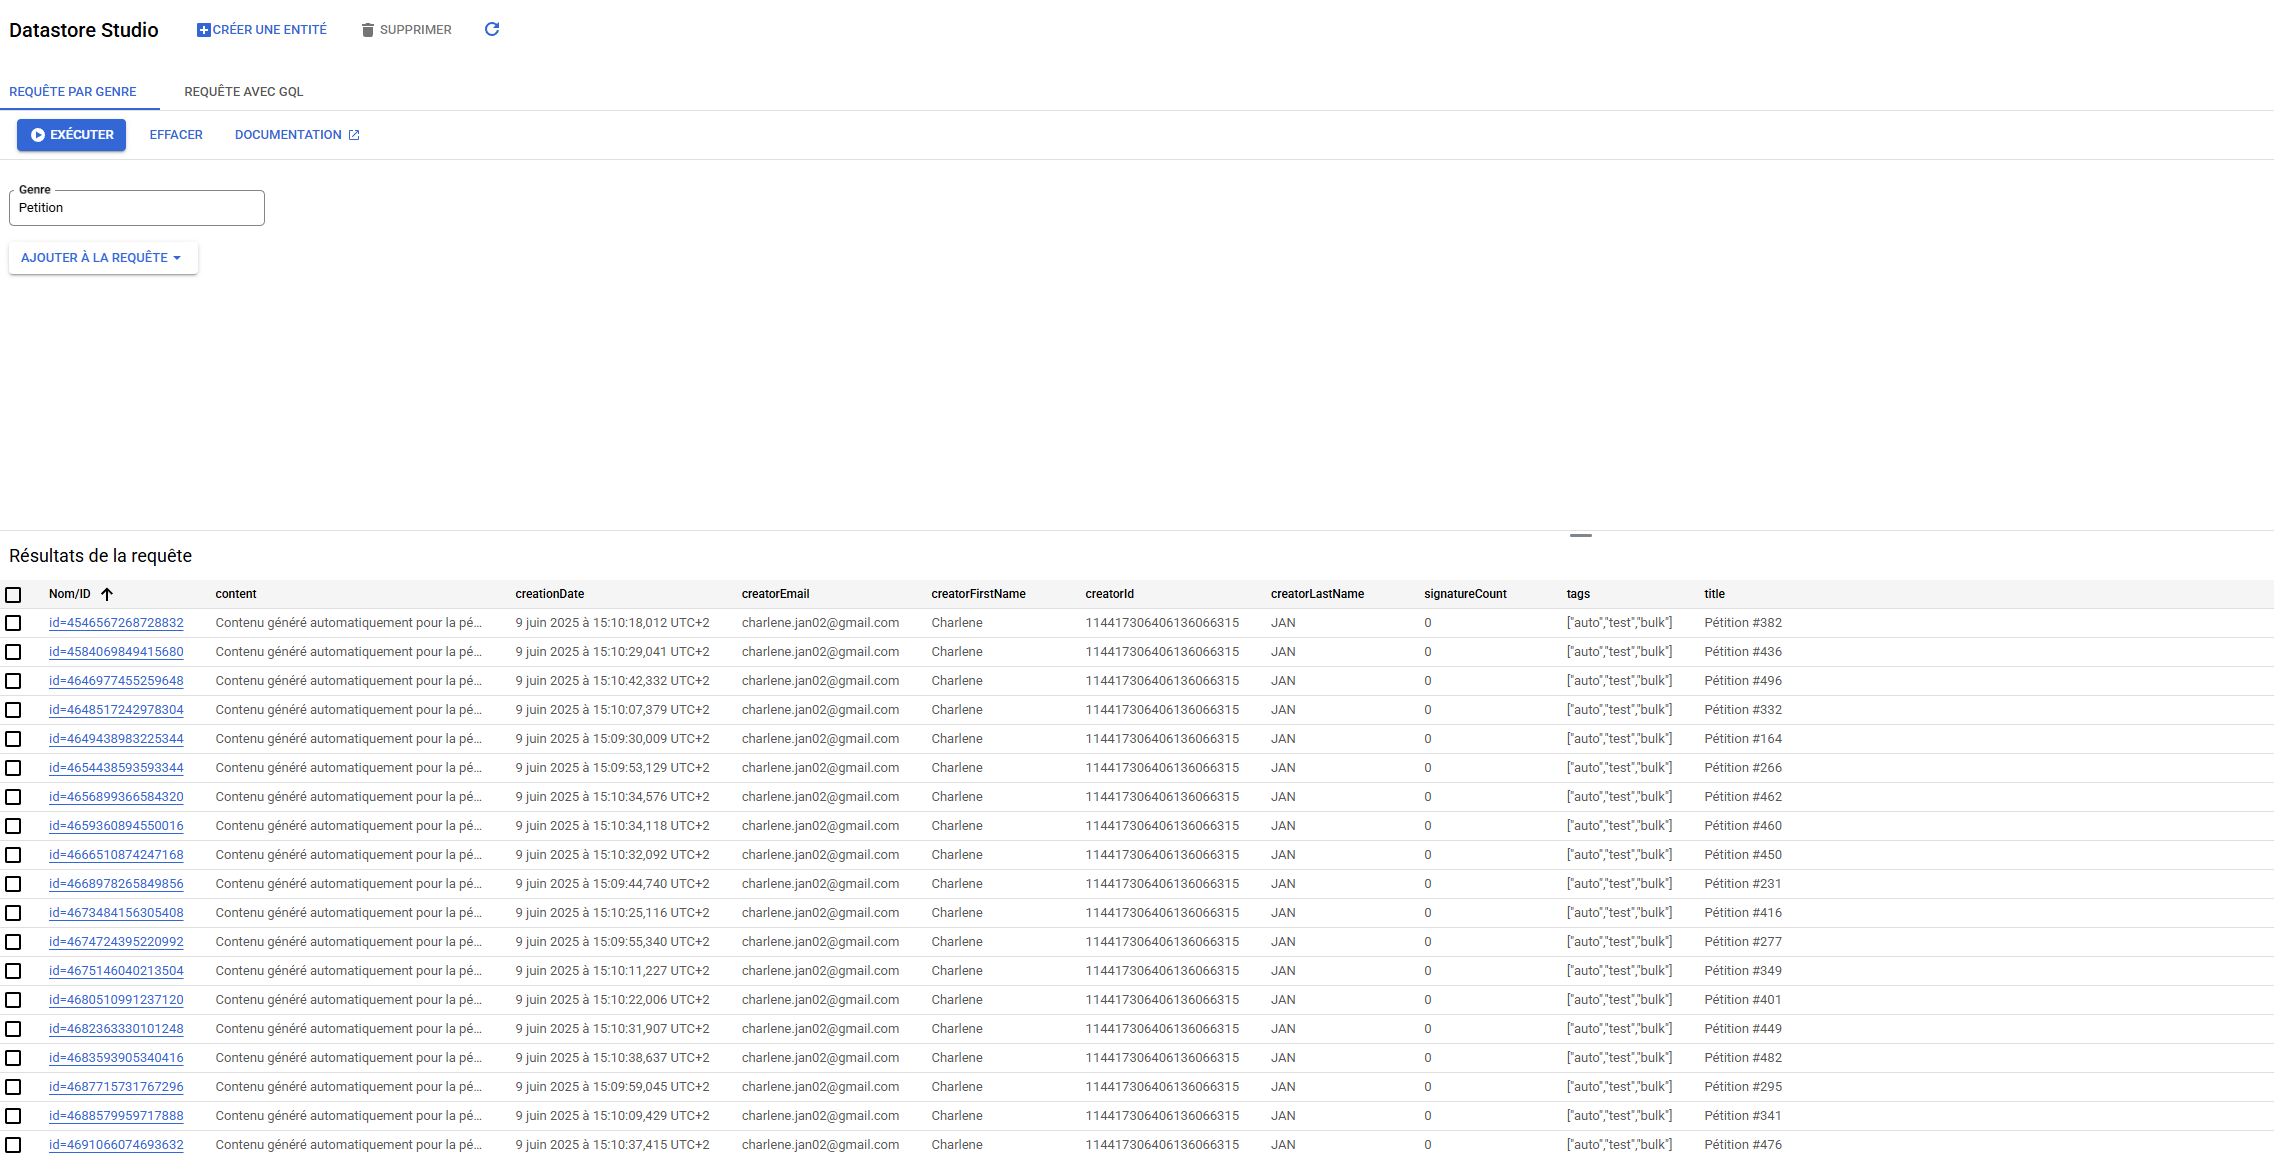 Datastore Studio CRÉER UNE ENTITÉ SUPPRIMER
REQUÊTE PAR GENRE REQUÊTE AVEC GQL
EXÉCUTER EFFACER DOCUMENTATION
Genre
Petition
AJOUTER À LA REQUÊTE
Résultats de la requête
Nom/ID content creationDate creatorEmail creatorFirstName creatorId creatorLastName signatureCount tags title
id=4546567268728832 Contenu généré automatiquement pour la pé... 9 juin 2025 à 15:10:18,012 UTC+2 charlene.jan02@gmail.com Charlene 114417306406136066315 JAN 0 ["auto","test","bulk"] Pétition #382
id=4584069849415680 Contenu généré automatiquement pour la pé... 9 juin 2025 à 15:10:29,041 UTC+2 charlene.jan02@gmail.com Charlene 114417306406136066315 JAN 0 ["auto","test","bulk"] Pétition #436
id=4646977455259648 Contenu généré automatiquement pour la pé... 9 juin 2025 à 15:10:42,332 UTC+2 charlene.jan02@gmail.com Charlene 114417306406136066315 JAN 0 ["auto","test","bulk"] Pétition #496
id=4648517242978304 Contenu généré automatiquement pour la pé... 9 juin 2025 à 15:10:07,379 UTC+2 charlene.jan02@gmail.com Charlene 114417306406136066315 JAN 0 ["auto","test","bulk"] Pétition #332
id=4649438983225344 Contenu généré automatiquement pour la pé... 9 juin 2025 à 15:09:30,009 UTC+2 charlene.jan02@gmail.com Charlene 114417306406136066315 JAN 0 ["auto","test","bulk"] Pétition #164
id=4654438593593344 Contenu généré automatiquement pour la pé... 9 juin 2025 à 15:09:53,129 UTC+2 charlene.jan02@gmail.com Charlene 114417306406136066315 JAN 0 ["auto","test","bulk"] Pétition #266
id=4656899366584320 Contenu généré automatiquement pour la pé... 9 juin 2025 à 15:10:34,576 UTC+2 charlene.jan02@gmail.com Charlene 114417306406136066315 JAN 0 ["auto","test","bulk"] Pétition #462
id=4659360894550016 Contenu généré automatiquement pour la pé... 9 juin 2025 à 15:10:34,118 UTC+2 charlene.jan02@gmail.com Charlene 114417306406136066315 JAN 0 ["auto","test","bulk"] Pétition #460
id=4666510874247168 Contenu généré automatiquement pour la pé... 9 juin 2025 à 15:10:32,092 UTC+2 charlene.jan02@gmail.com Charlene 114417306406136066315 JAN 0 ["auto","test","bulk"] Pétition #450
id=4668978265849856 Contenu généré automatiquement pour la pé... 9 juin 2025 à 15:09:44,740 UTC+2 charlene.jan02@gmail.com Charlene 114417306406136066315 JAN 0 ["auto","test","bulk"] Pétition #231
id=4673484156305408 Contenu généré automatiquement pour la pé... 9 juin 2025 à 15:10:25,116 UTC+2 charlene.jan02@gmail.com Charlene 114417306406136066315 JAN 0 ["auto","test","bulk"] Pétition #416
id=4674724395220992 Contenu généré automatiquement pour la pé... 9 juin 2025 à 15:09:55,340 UTC+2 charlene.jan02@gmail.com Charlene 114417306406136066315 JAN 0 ["auto","test","bulk"] Pétition #277
id=4675146040213504 Contenu généré automatiquement pour la pé... 9 juin 2025 à 15:10:11,227 UTC+2 charlene.jan02@gmail.com Charlene 114417306406136066315 JAN 0 ["auto","test","bulk"] Pétition #349
id=4680510991237120 Contenu généré automatiquement pour la pé... 9 juin 2025 à 15:10:22,006 UTC+2 charlene.jan02@gmail.com Charlene 114417306406136066315 JAN 0 ["auto","test","bulk"] Pétition #401
id=4682363330101248 Contenu généré automatiquement pour la pé... 9 juin 2025 à 15:10:31,907 UTC+2 charlene.jan02@gmail.com Charlene 114417306406136066315 JAN 0 ["auto","test","bulk"] Pétition #449
id=4683593905340416 Contenu généré automatiquement pour la pé... 9 juin 2025 à 15:10:38,637 UTC+2 charlene.jan02@gmail.com Charlene 114417306406136066315 JAN 0 ["auto","test","bulk"] Pétition #482
id=4687715731767296 Contenu généré automatiquement pour la pé... 9 juin 2025 à 15:09:59,045 UTC+2 charlene.jan02@gmail.com Charlene 114417306406136066315 JAN 0 ["auto","test","bulk"] Pétition #295
id=4688579959717888 Contenu généré automatiquement pour la pé... 9 juin 2025 à 15:10:09,429 UTC+2 charlene.jan02@gmail.com Charlene 114417306406136066315 JAN 0 ["auto","test","bulk"] Pétition #341
id=4691066074693632 Contenu généré automatiquement pour la pé... 9 juin 2025 à 15:10:37,415 UTC+2 charlene.jan02@gmail.com Charlene 114417306406136066315 JAN 0 ["auto","test","bulk"] Pétition #476